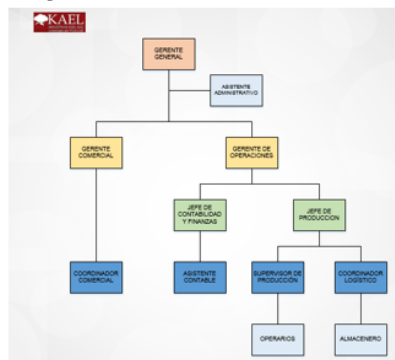 KAEL
GERENTE
GENERAL
ASISTENTE
ADMINISTRATIVO
GERENTE
COMERCIAL
GERENTE DE
OPERACIONES
JEFE DE
CONTABILIDAD
Y FINANZAS
JEFE DE
PRODUCCION
COORDINADOR
COMERCIAL
ASISTENTE
CONTABLE
SUPERVISOR DE
PRODUCCIÓN
COORDINADOR
LOGÍSTICO
OPERARIOS
ALMACENERO